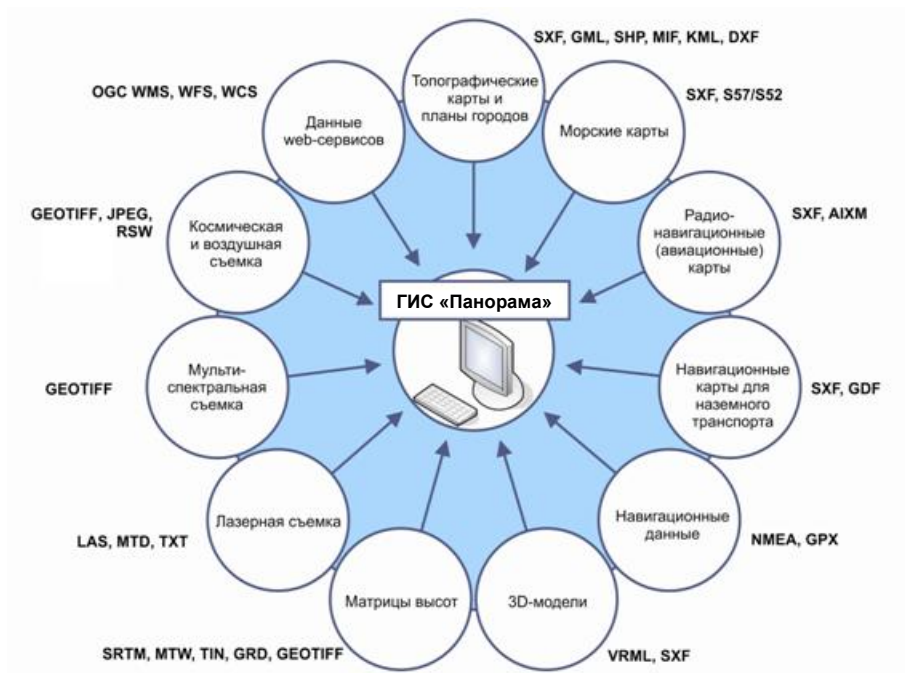 SXF, GML, SHP, MIF, KML, DXF
Топографические
карты и
планы городов
OGC WMS, WFS, WCS
Данные
web-сервисов
SXF, S57/S52
Морские карты
GEOTIFF, JPEG,
RSW
Космическая
и воздушная
съемка
Радио-
навигационные
(авиационные)
карты
SXF, AIXM
ГИС «Панорама»
GEOTIFF
Мульти-
спектральная
съемка
Навигационные
карты для
наземного
транспорта
SXF, GDF
Лазерная съемка
LAS, MTD, TXT
Навигационные
данные
NMEA, GPX
Матрицы высот
SRTM, MTW, TIN, GRD, GEOTIFF
3D-модели
VRML, SXF